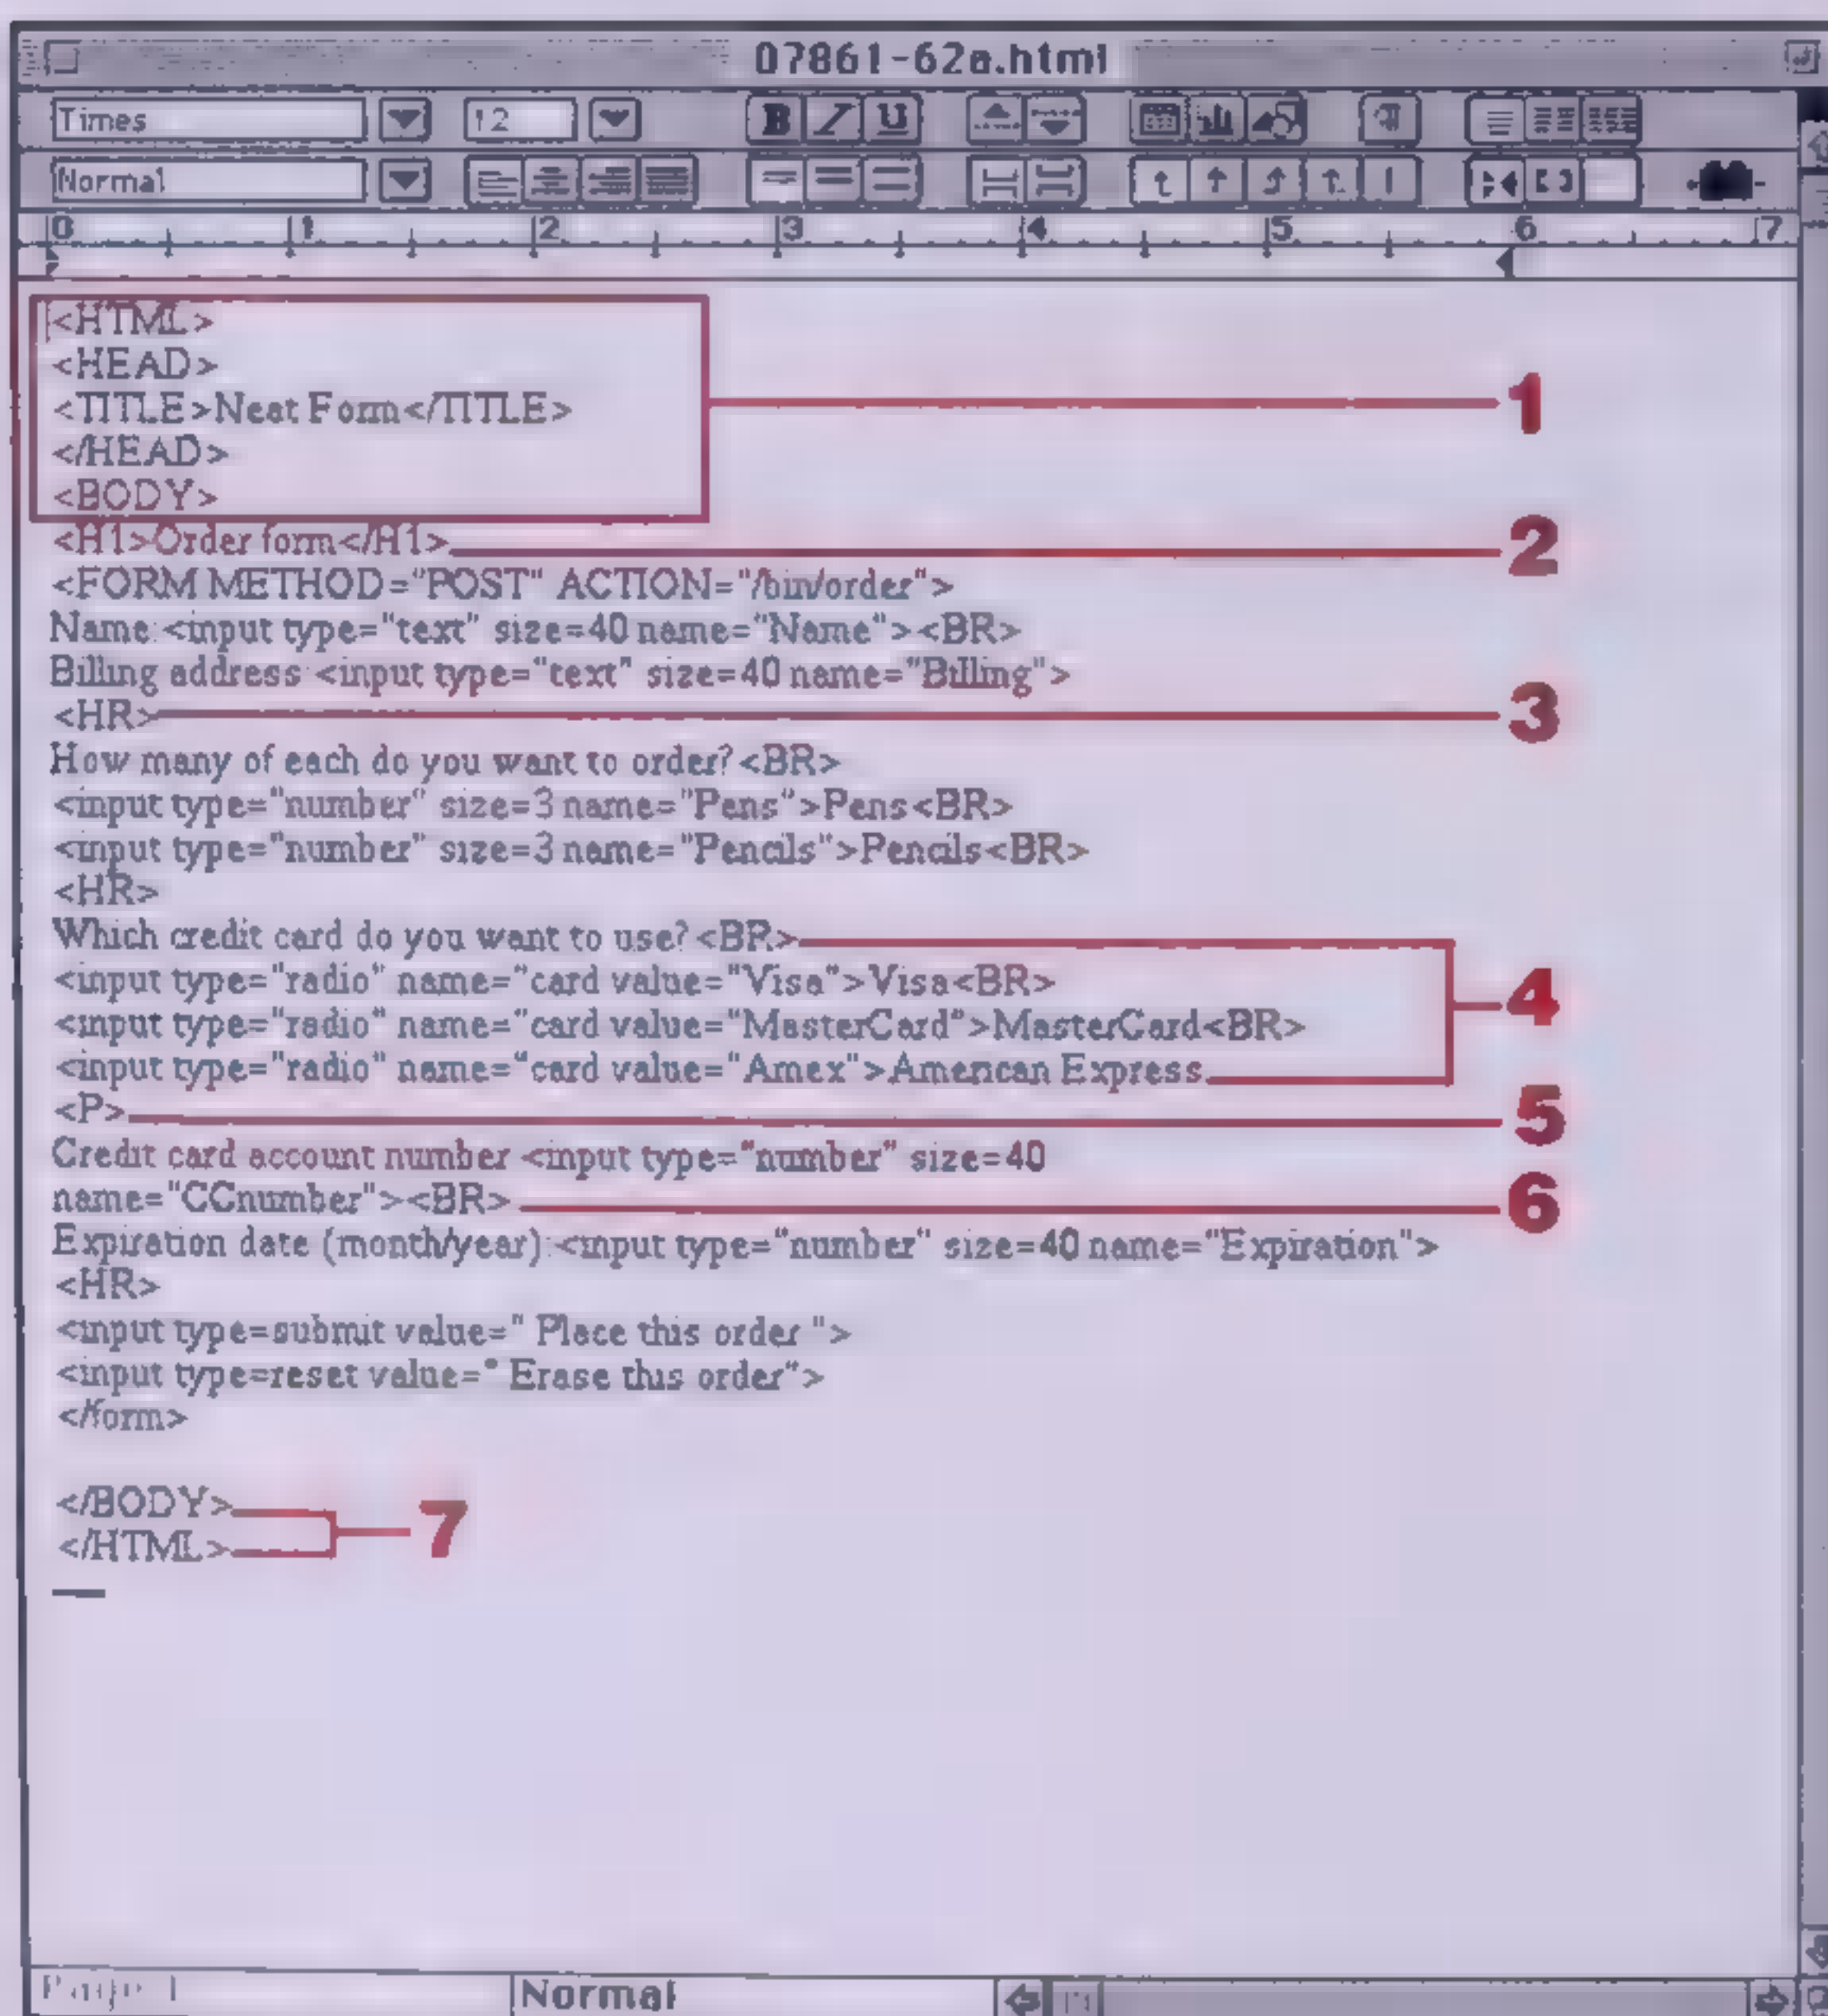 07861-62a.html
Times 12 B I U
Normal
0 1 2 3 4 5 6 7
<HTML>
<HEAD>
<TITLE>Neat Form</TITLE>
</HEAD>
<BODY>
1
<H1>Order form</H1> 2
<FORM METHOD="POST" ACTION="/bin/order">
Name:<input type="text" size=40 name="Name"><BR>
Billing address:<input type="text" size=40 name="Billing">
<HR> 3
How many of each do you want to order?<BR>
<input type="number" size=3 name="Pens">Pens<BR>
<input type="number" size=3 name="Pencils">Pencils<BR>
<HR>
Which credit card do you want to use?<BR>
<input type="radio" name="card value="Visa">Visa<BR>
<input type="radio" name="card value="MasterCard">MasterCard<BR>
<input type="radio" name="card value="Amex">American Express
4
<P> 5
Credit card account number <input type="number" size=40
name="CCnumber"><BR> 6
Expiration date (month/year):<input type="number" size=40 name="Expiration">
<HR>
<input type=submit value=" Place this order ">
<input type=reset value=" Erase this order">
</form>
</BODY>
</HTML>
7
Page 1 Normal